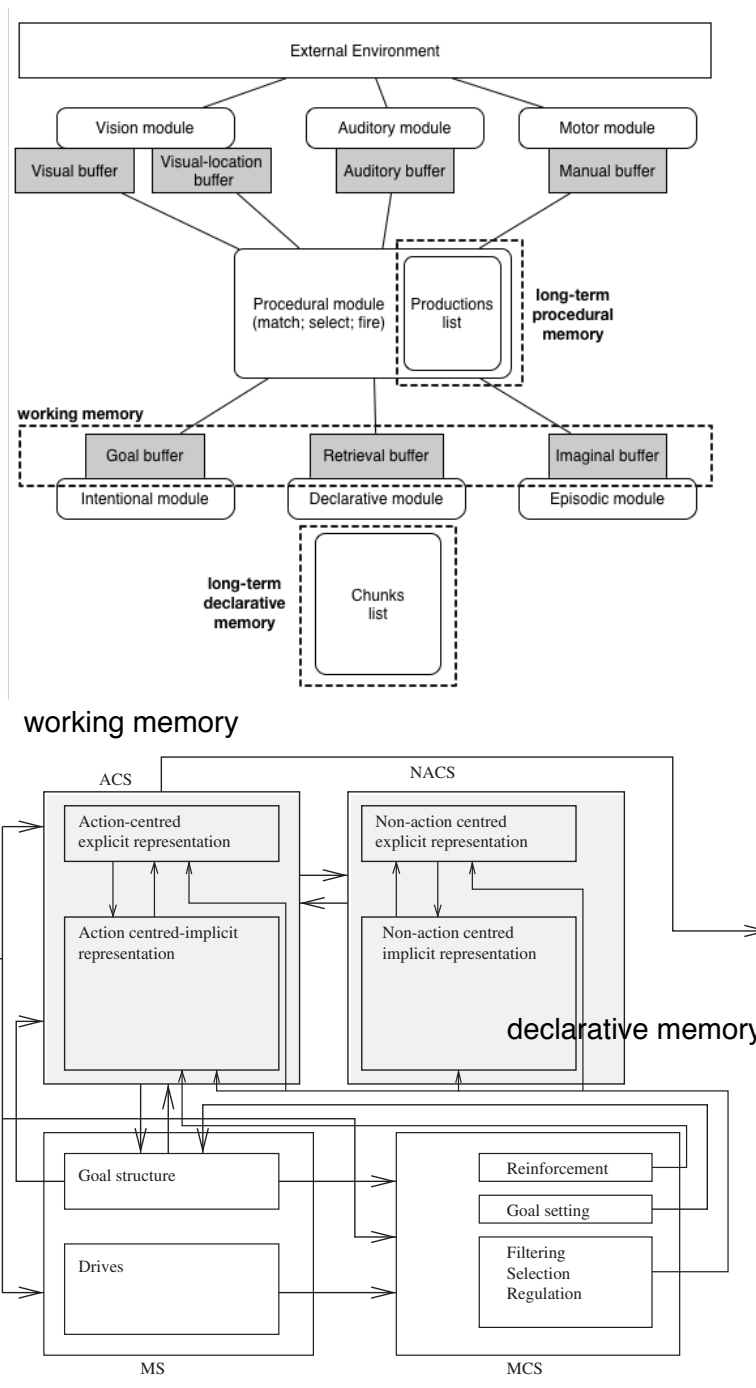 External Environment
Vision module
Auditory module
Motor module
Visual buffer
Visual-location
buffer
Auditory buffer
Manual buffer
Procedural module
(match; select; fire)
Productions
list
long-term
procedural
memory
working memory
Goal buffer
Retrieval buffer
Imaginal buffer
Intentional module
Declarative module
Episodic module
long-term
declarative
memory
Chunks
list
working memory
ACS
NACS
Action-centred
explicit representation
Non-action centred
explicit representation
Action centred-implicit
representation
Non-action centred
implicit representation
declarative memory
Goal structure
Reinforcement
Goal setting
Drives
Filtering
Selection
Regulation
MS
MCS